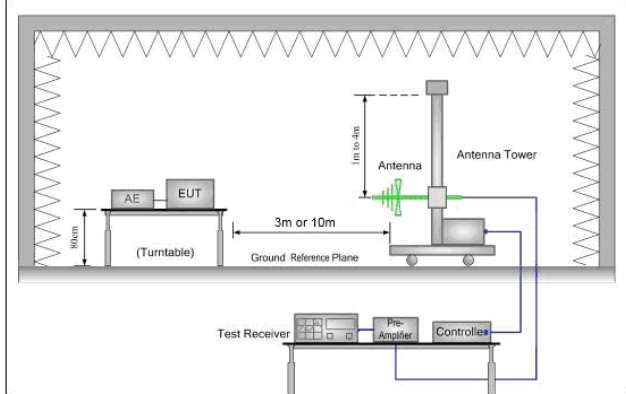 1m to 4m
Antenna
Antenna Tower
AE
EUT
80cm
(Turntable)
3m or 10m
Ground Reference Plane
Test Receiver
Pre-
Amplifier
Controller